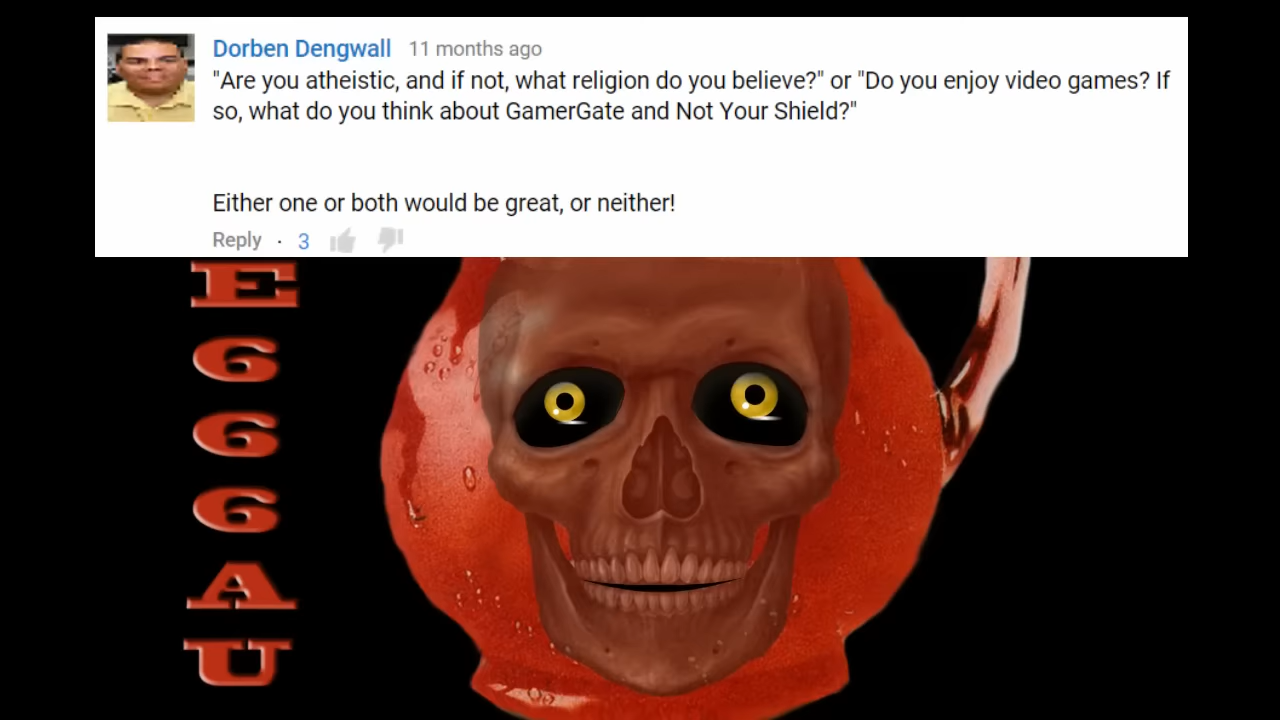 Dorben Dengwall 11 months ago
"Are you atheistic, and if not, what religion do you believe?" or "Do you enjoy video games? If
so, what do you think about GamerGate and Not Your Shield?"
Either one or both would be great, or neither!
Reply · 3
E
6
6
A
U